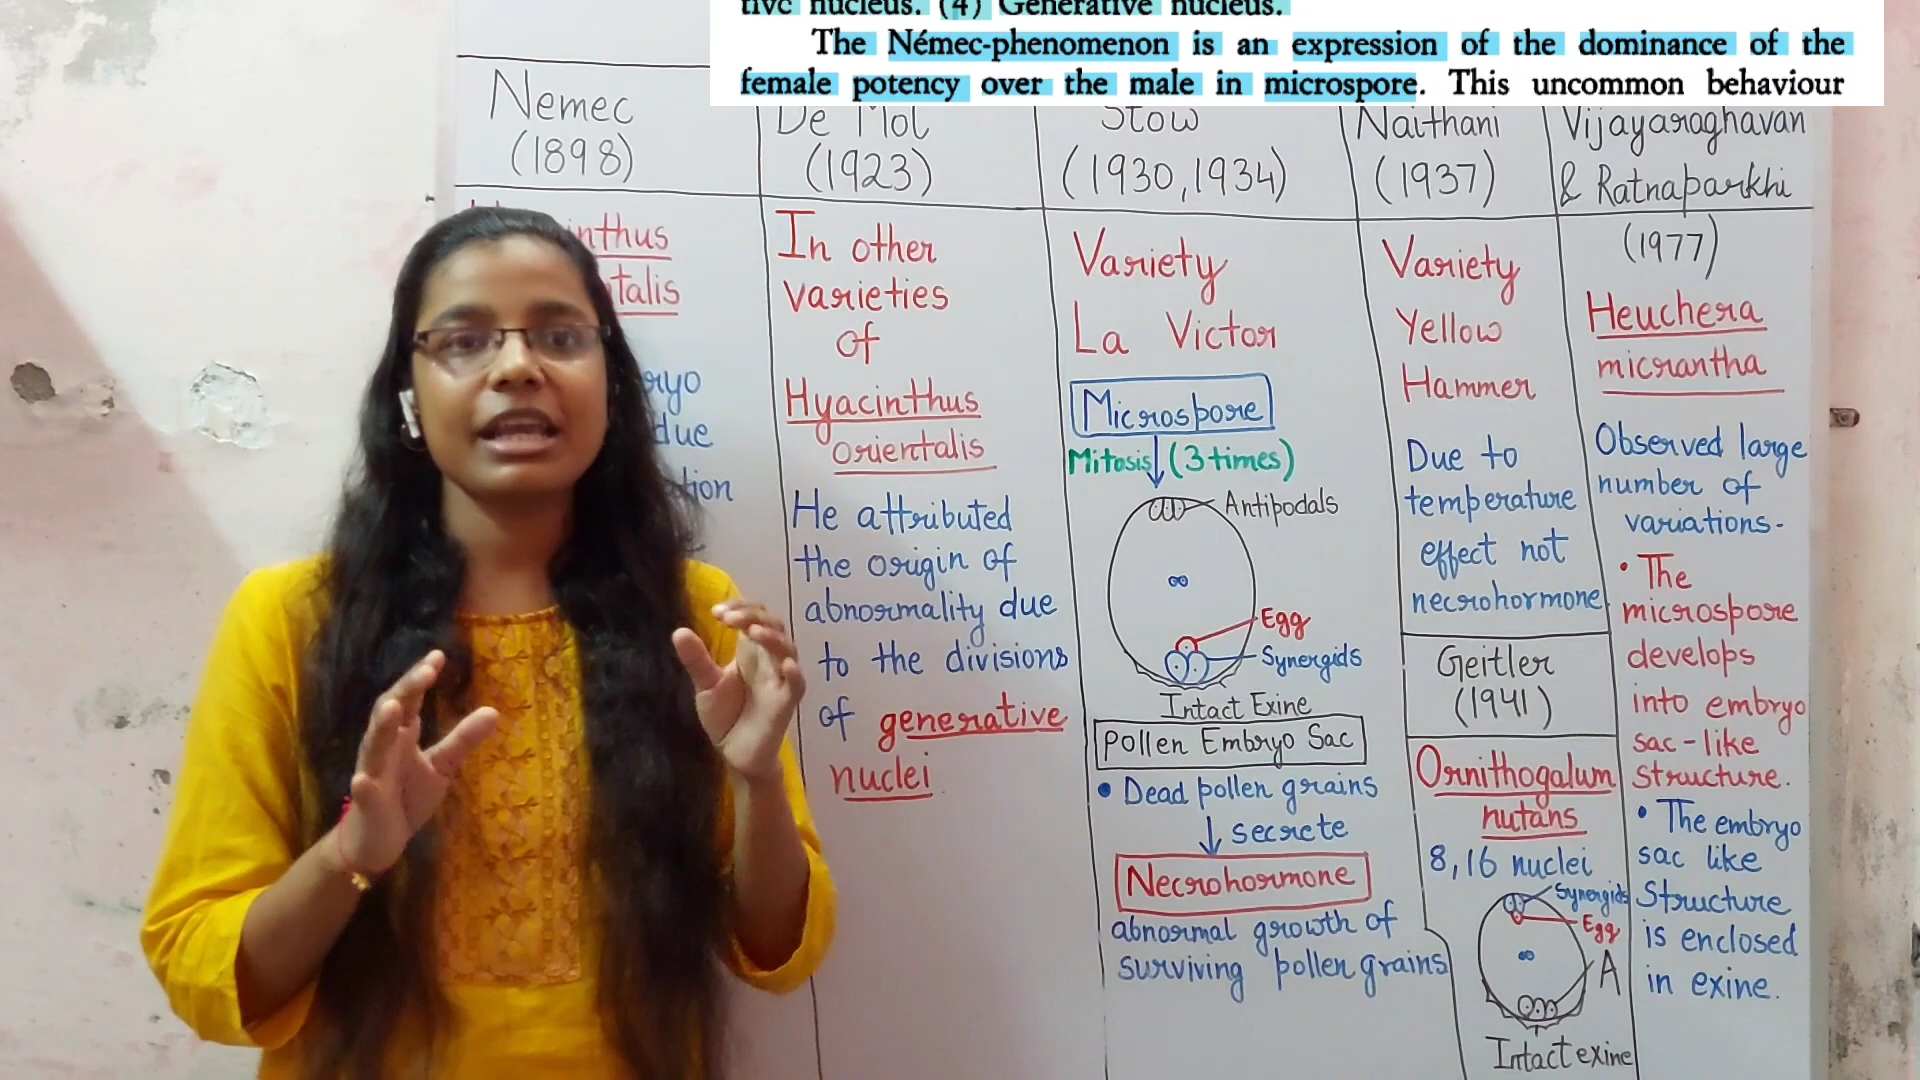 tive nucleus. (4) Generative nucleus.
The Némec-phenomenon is an expression of the dominance of the
female potency over the male in microspore. This uncommon behaviour
Nemec
(1898)
inthus
talis
ryo
due
tion
De Mol
(1923)
In other
varieties
of
Hyacinthus
orientalis
He attributed
the origin of
abnormality due
to the divisions
of generative
nuclei
Stow
(1930,1934)
Variety
La Victor
Microspore
Mitosis (3 times)
Antipodals
Egg
Synergids
Intact Exine
Pollen Embryo Sac
• Dead pollen grains
secrete
Necrohormone
abnormal growth of
surviving pollen grains
Naithani
(1937)
Variety
Yellow
Hammer
Due to
temperature
effect not
necrohormone
Geitler
(1941)
Ornithogalum
nutans
8,16 nuclei
Synergids
Egg
A
Intact exine
Vijayaraghavan
& Ratnaparkhi
(1977)
Heuchera
micrantha
Observed large
number of
variations-
• The
microspore
develops
into embryo
sac-like
structure.
• The embryo
sac like
structure
is enclosed
in exine.